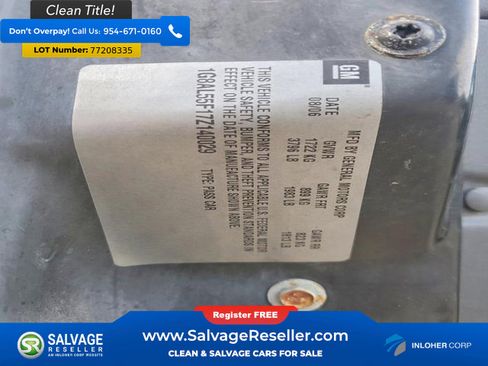 Clean Title!
Don't Overpay! Call Us: 954-671-0160
LOT Number: 77208335
GM
MFD BY GENERAL MOTORS CORP
DATE GVWR GAWR FRT GAWR RR
08/06 1722 KG 899 KG 823 KG
3796 LB 1983 LB 1813 LB
THIS VEHICLE CONFORMS TO ALL APPLICABLE U.S. FEDERAL MOTOR
VEHICLE SAFETY, BUMPER, AND THEFT PREVENTION STANDARDS IN
EFFECT ON THE DATE OF MANUFACTURE SHOWN ABOVE.
1G8AL55F17Z140029 TYPE: PASS CAR
Register FREE!
SALVAGE
RESELLER
AN INLOHER CORP WEBSITE
www.SalvageReseller.com
CLEAN & SALVAGE CARS FOR SALE
INLOHER CORP